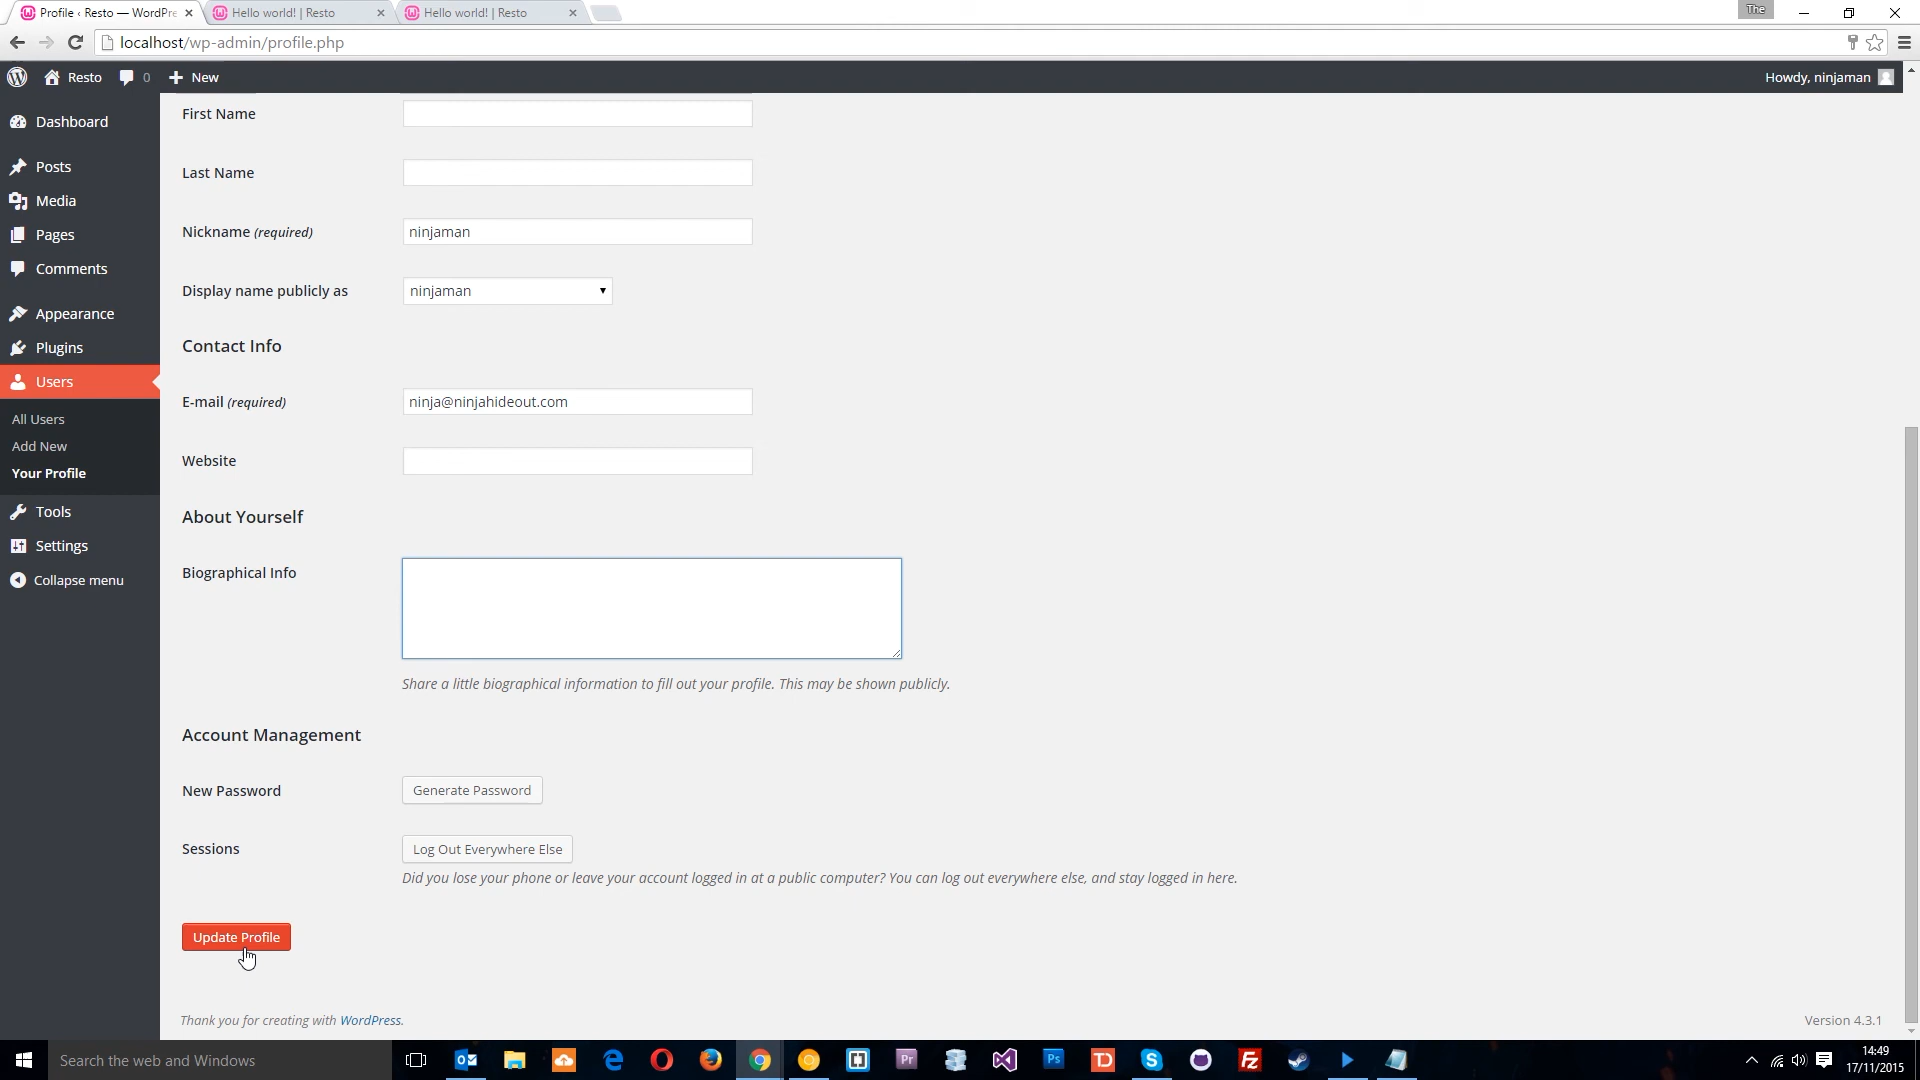 Profile ‹ Resto — WordPre
Hello world! | Resto
Hello world! | Resto
The
localhost/wp-admin/profile.php
Resto
0
New
Howdy, ninjaman
Dashboard
Posts
Media
Pages
Comments
Appearance
Plugins
Users
All Users
Add New
Your Profile
Tools
Settings
Collapse menu
First Name
Last Name
Nickname (required)
ninjaman
Display name publicly as
ninjaman
Contact Info
E-mail (required)
ninja@ninjahideout.com
Website
About Yourself
Biographical Info
Share a little biographical information to fill out your profile. This may be shown publicly.
Account Management
New Password
Generate Password
Sessions
Log Out Everywhere Else
Did you lose your phone or leave your account logged in at a public computer? You can log out everywhere else, and stay logged in here.
Update Profile
Thank you for creating with WordPress.
Version 4.3.1
Search the web and Windows
Pr
Ps
TD
14:49
17/11/2015